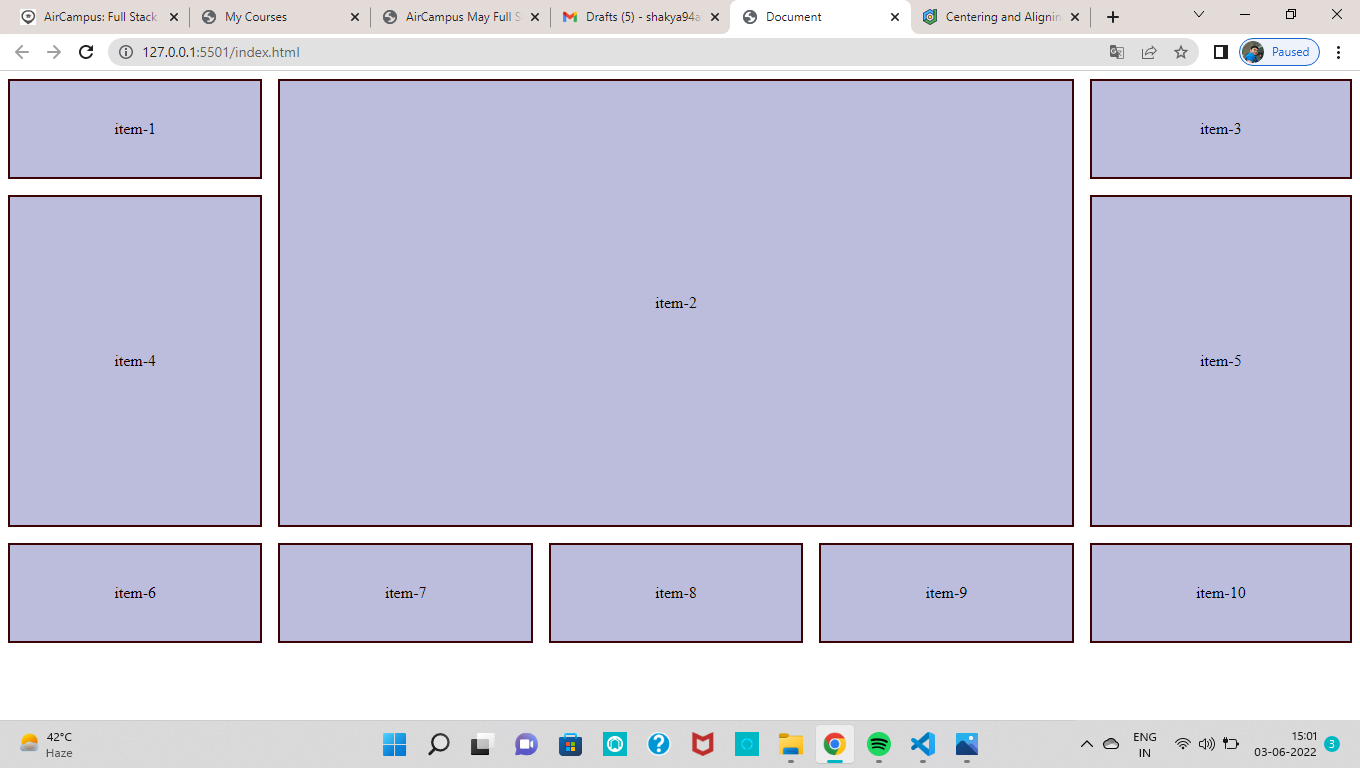 AirCampus: Full Stack
My Courses
AirCampus May Full S
Drafts (5) - shakya94a
Document
Centering and Alignin
127.0.0.1:5501/index.html
Paused
item-1
item-2
item-3
item-4
item-5
item-6
item-7
item-8
item-9
item-10
42°C
Haze
ENG
IN
15:01
03-06-2022
3